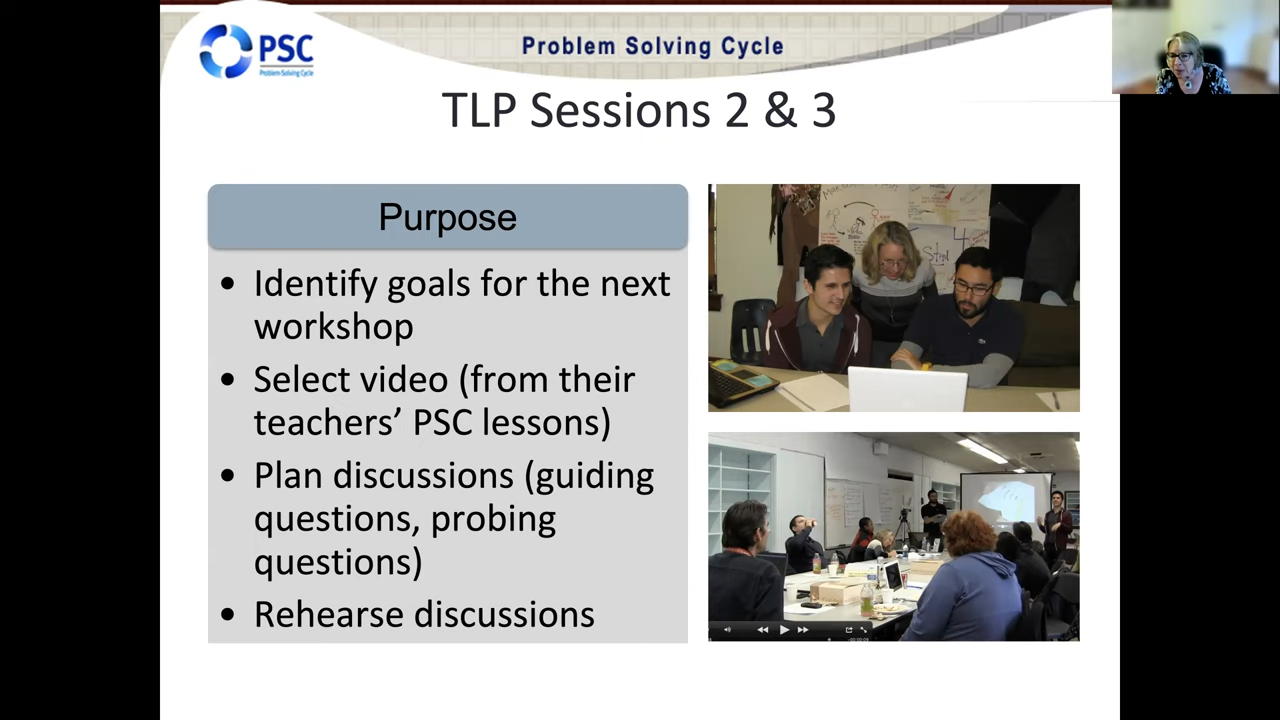 PSC
Problem-Solving Cycle
Problem Solving Cycle
TLP Sessions 2 & 3
Purpose
• Identify goals for the next
workshop
• Select video (from their
teachers’ PSC lessons)
• Plan discussions (guiding
questions, probing
questions)
• Rehearse discussions